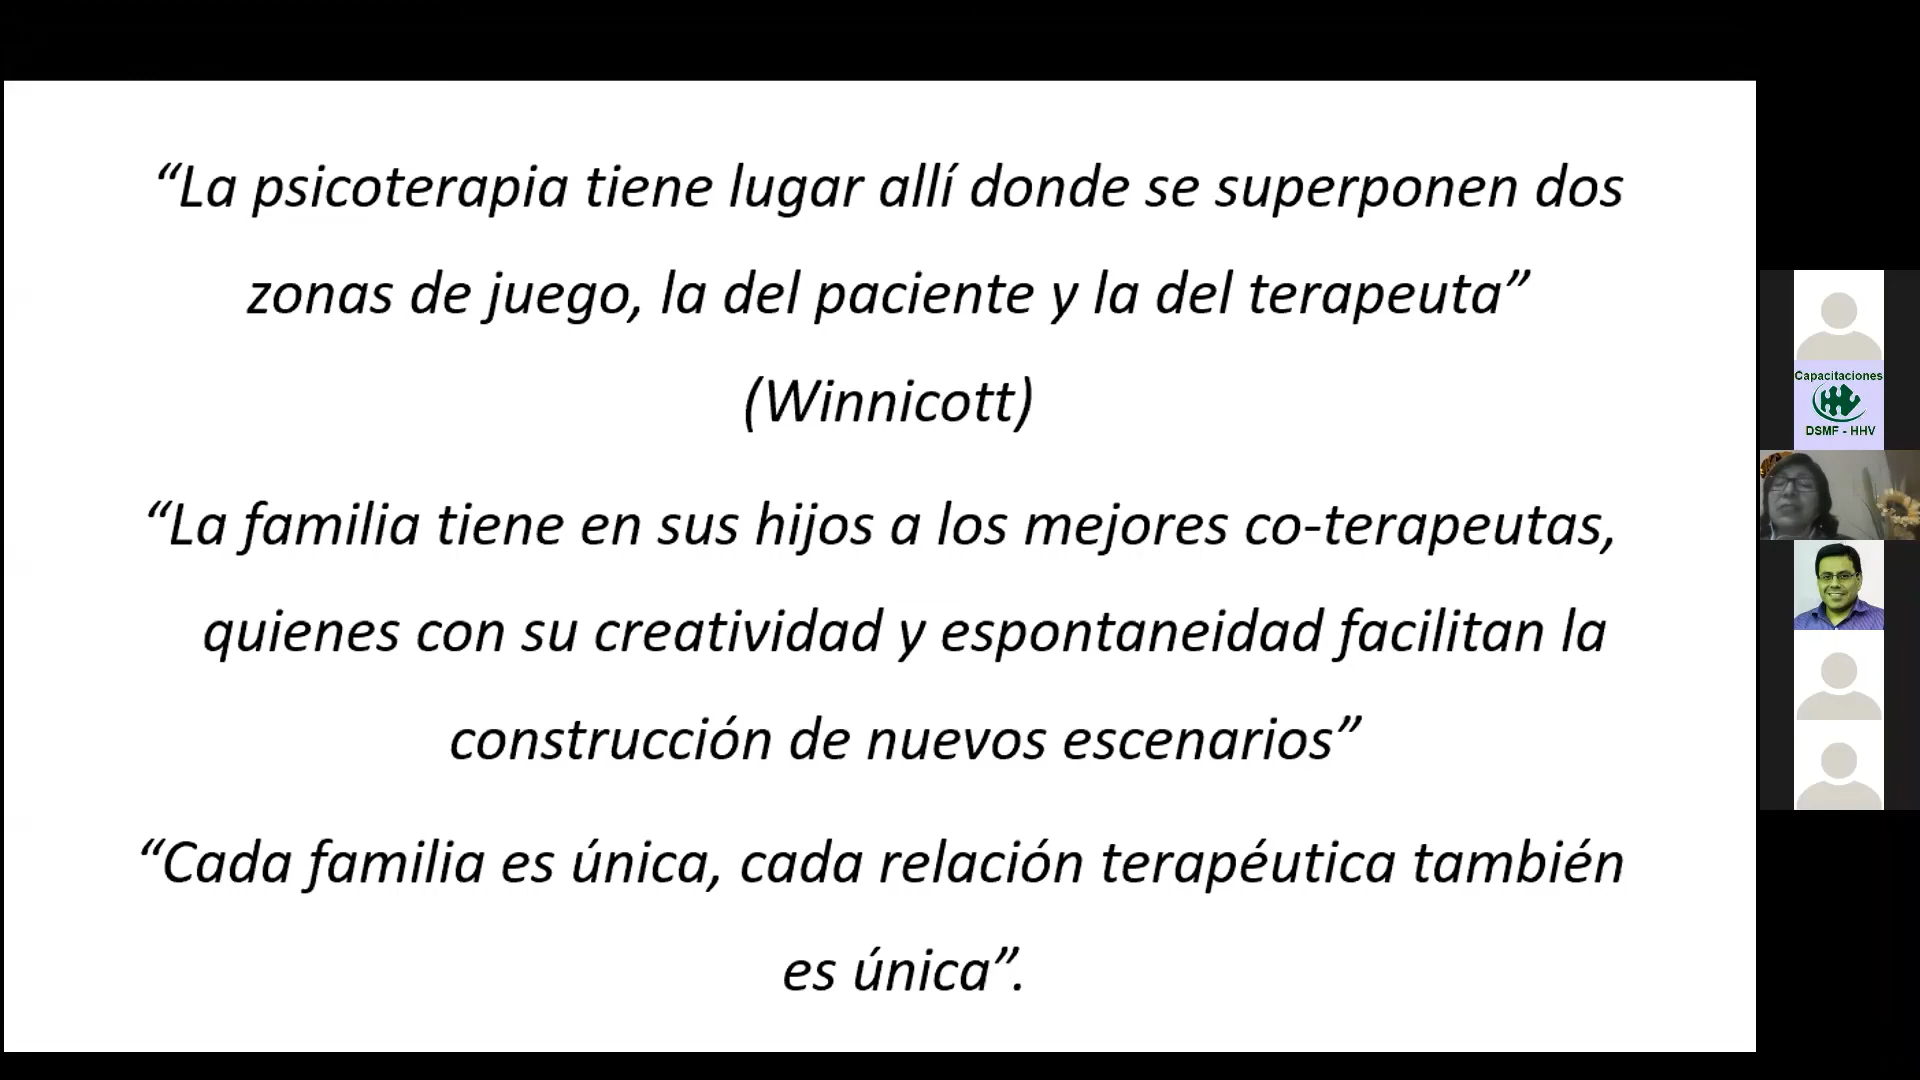 “La psicoterapia tiene lugar allí donde se superponen dos
zonas de juego, la del paciente y la del terapeuta”
(Winnicott)
“La familia tiene en sus hijos a los mejores co-terapeutas,
quienes con su creatividad y espontaneidad facilitan la
construcción de nuevos escenarios”
“Cada familia es única, cada relación terapéutica también
es única”.
Capacitaciones
DSMF - HHV